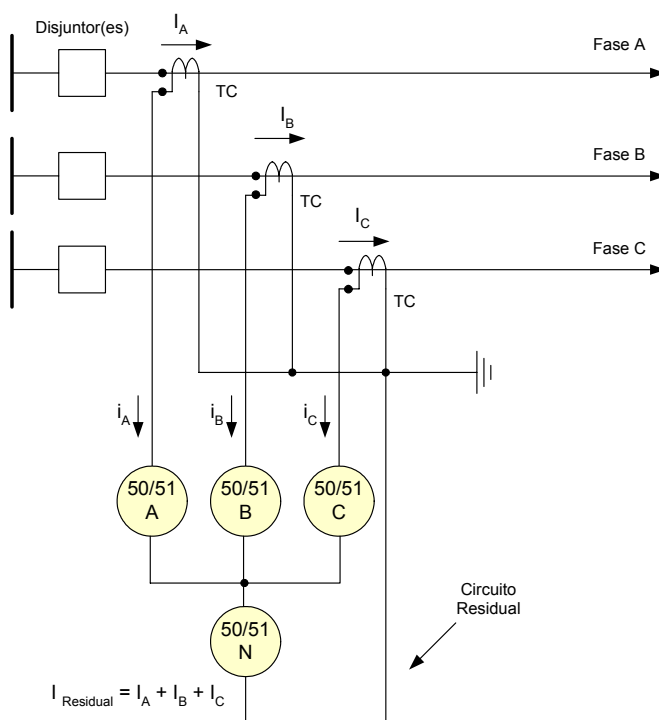 Disjuntor(es)
I_A
Fase A
TC
I_B
Fase B
TC
I_C
Fase C
TC
i_A
i_B
i_C
50/51
A
50/51
B
50/51
C
50/51
N
Circuito
Residual
I Residual = I_A + I_B + I_C